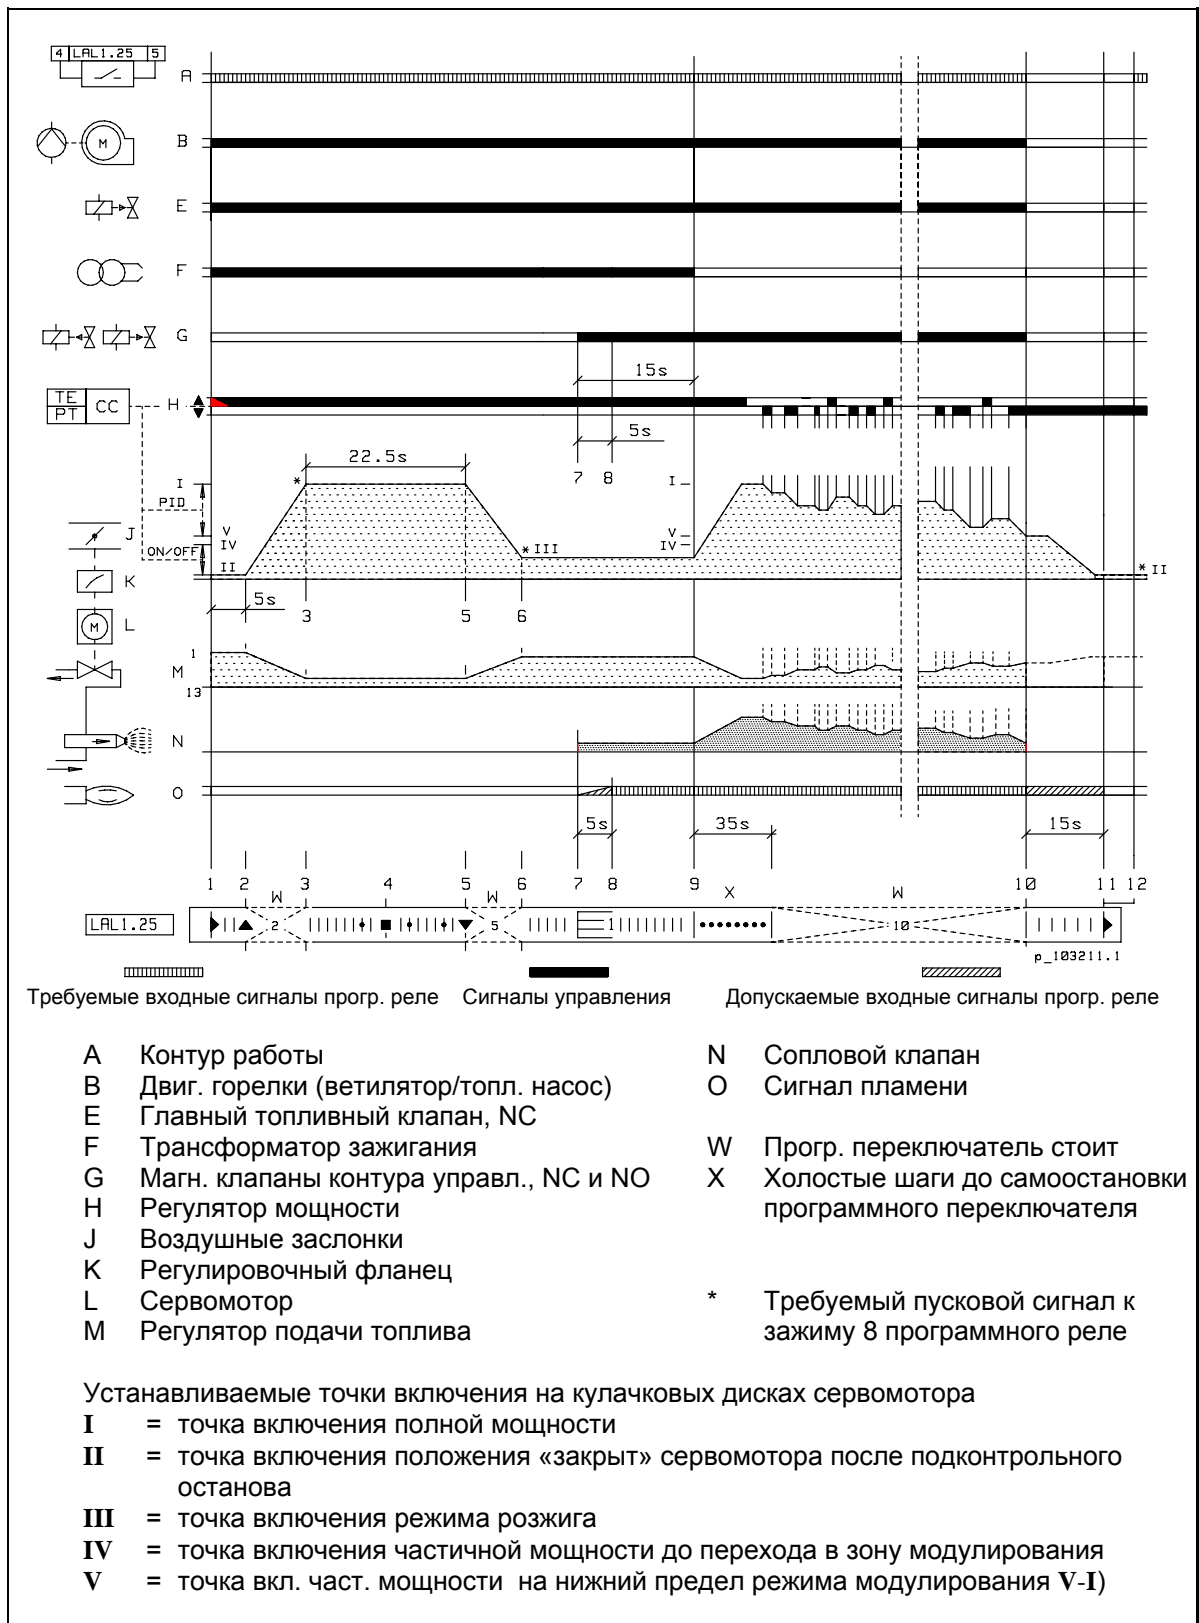 4 LAL1.25 5
A
M
B
E
F
G
15s
TE
PT CC
H
5s
22.5s
7 8
I
*
I
PID
J
V
IV
V
IV
* III
ON/OFF
II
* II
K
5s
3 5 6
M
L
1
M
13
N
O
5s 35s 15s
1 2 3 4 5 6 7 8 9 10 11 12
W W X W
LAL1.25
2 5 1 10
p_103211.1
Требуемые входные сигналы прогр. реле Сигналы управления Допускаемые входные сигналы прогр. реле
A Контур работы
B Двиг. горелки (ветилятор/топл. насос)
E Главный топливный клапан, NC
F Трансформатор зажигания
G Магн. клапаны контура управл., NC и NO
H Регулятор мощности
J Воздушные заслонки
K Регулировочный фланец
L Сервомотор
M Регулятор подачи топлива
N Сопловой клапан
O Сигнал пламени
W Прогр. переключатель стоит
X Холостые шаги до самоостановки
программного переключателя
* Требуемый пусковой сигнал к
зажиму 8 программного реле
Устанавливаемые точки включения на кулачковых дисках сервомотора
I = точка включения полной мощности
II = точка включения положения «закрыт» сервомотора после подконтрольного
останова
III = точка включения режима розжига
IV = точка включения частичной мощности до перехода в зону модулирования
V = точка вкл. част. мощности на нижний предел режима модулирования V-I)